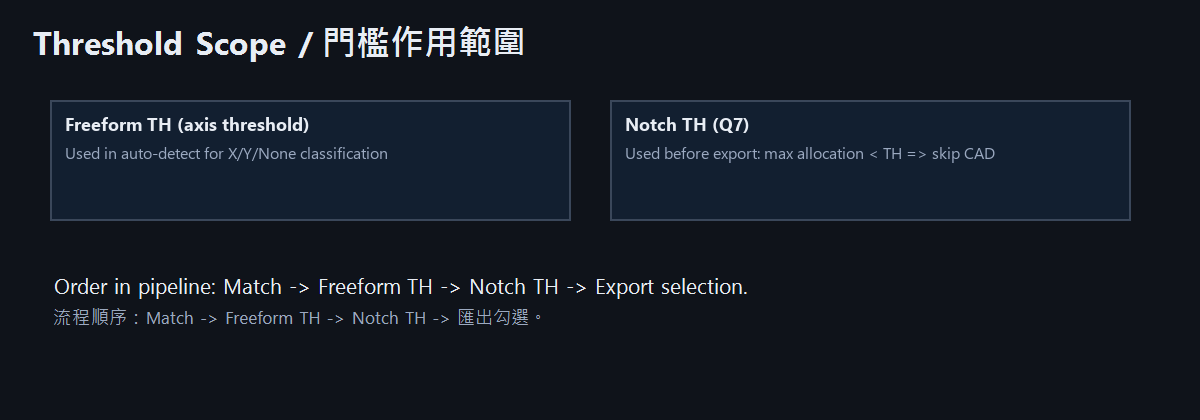 Threshold Scope / 門檻作用範圍
Freeform TH (axis threshold)
Used in auto-detect for X/Y/None classification
Notch TH (Q7)
Used before export: max allocation < TH => skip CAD
Order in pipeline: Match -> Freeform TH -> Notch TH -> Export selection.
流程順序：Match -> Freeform TH -> Notch TH -> 匯出勾選。